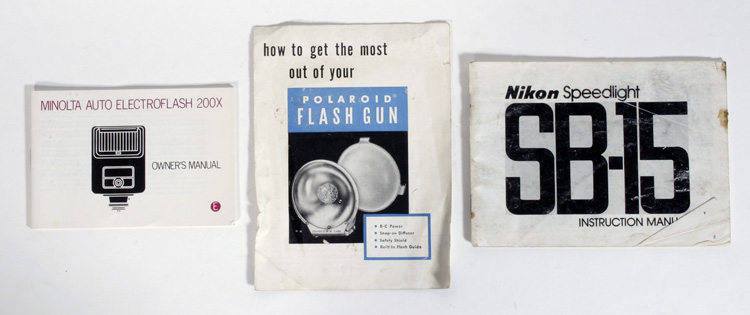 MINOLTA AUTO ELECTROFLASH 200X
OWNER'S MANUAL
E
how to get the most
out of your
POLAROID®
FLASH GUN
B-C Power
Snap-on Diffuser
Safety Shield
Built-in Flash Guide
Nikon Speedlight
SB-15
INSTRUCTION MANU